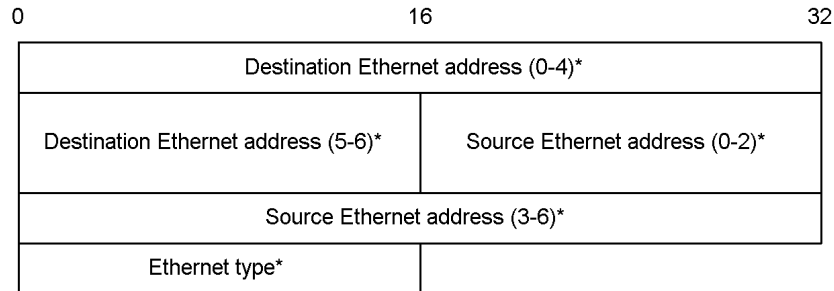 0 16 32
Destination Ethernet address (0-4)*
Destination Ethernet address (5-6)* Source Ethernet address (0-2)*
Source Ethernet address (3-6)*
Ethernet type*